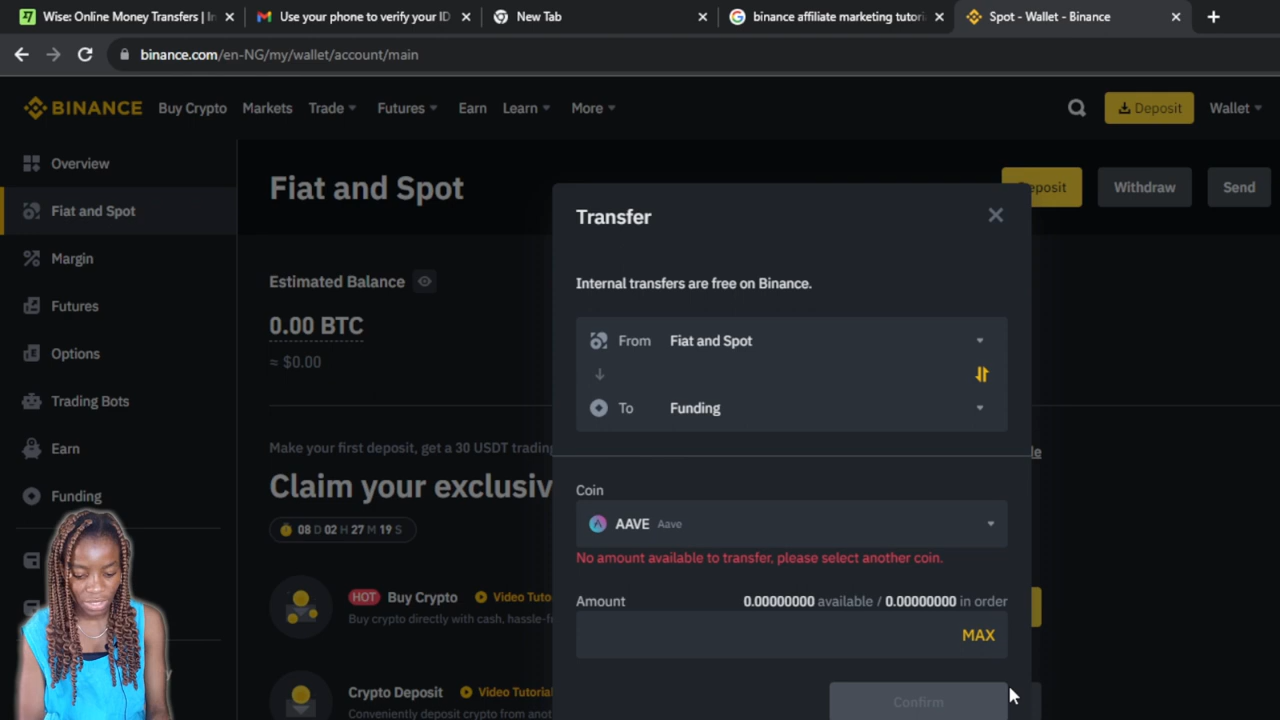 Wise: Online Money Transfers | In
Use your phone to verify your ID
New Tab
binance affiliate marketing tutori
Spot - Wallet - Binance
binance.com/en-NG/my/wallet/account/main
BINANCE
Buy Crypto
Markets
Trade
Futures
Earn
Learn
More
Deposit
Wallet
Overview
Fiat and Spot
Margin
Futures
Options
Trading Bots
Earn
Funding
Fiat and Spot
Deposit
Withdraw
Send
Estimated Balance
0.00 BTC
≈ $0.00
Make your first deposit, get a 30 USDT trading
Claim your exclusiv
08 D 02 H 27 M 19 S
HOT Buy Crypto
Video Tuto
Buy crypto directly with cash, hassle-f
Crypto Deposit
Video Tutorial
Conveniently deposit crypto from anot
Transfer
Internal transfers are free on Binance.
From Fiat and Spot
To Funding
Coin
AAVE Aave
No amount available to transfer, please select another coin.
Amount
0.00000000 available / 0.00000000 in order
MAX
Confirm